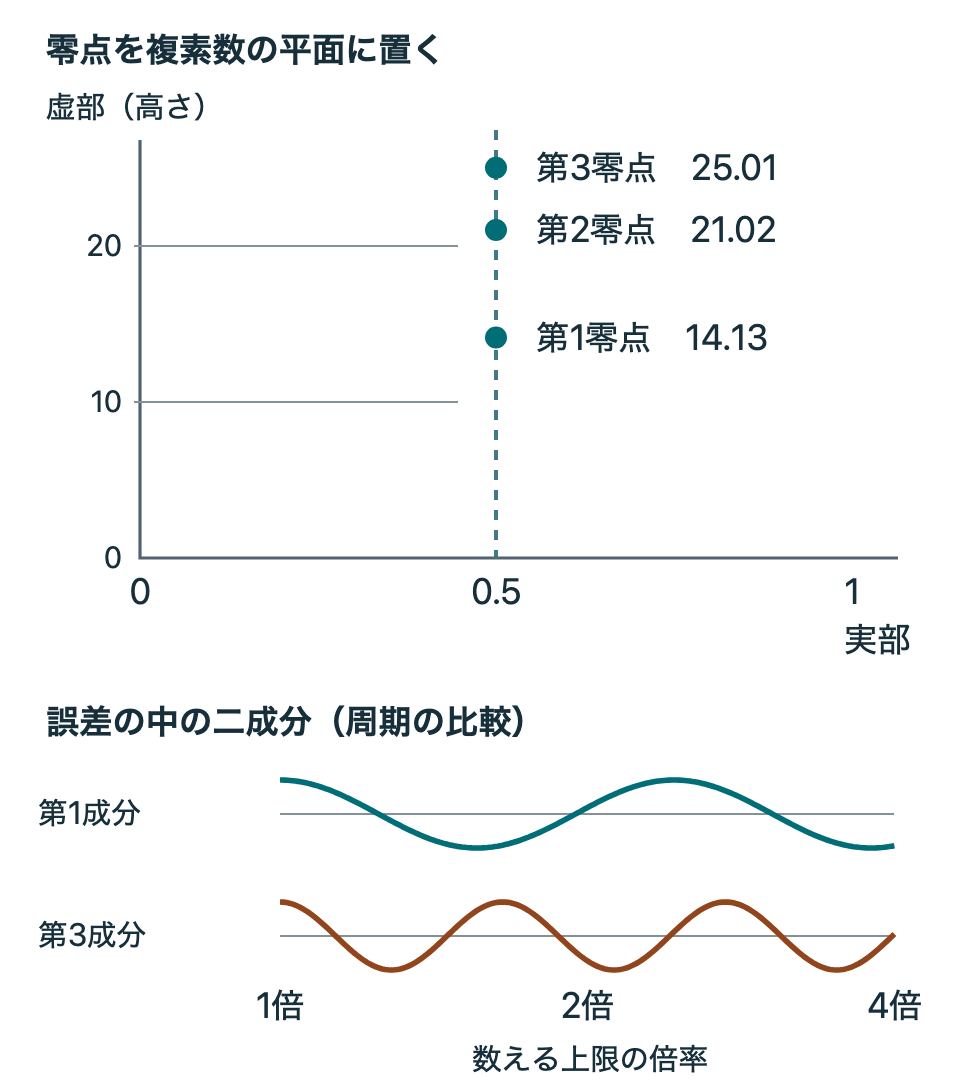 零点を複素数の平面に置く
虚部（高さ）
第3零点 25.01
第2零点 21.02
20
第1零点 14.13
10
0
0 0.5 1
実部
誤差の中の二成分（周期の比較）
第1成分
第3成分
1倍 2倍 4倍
数える上限の倍率